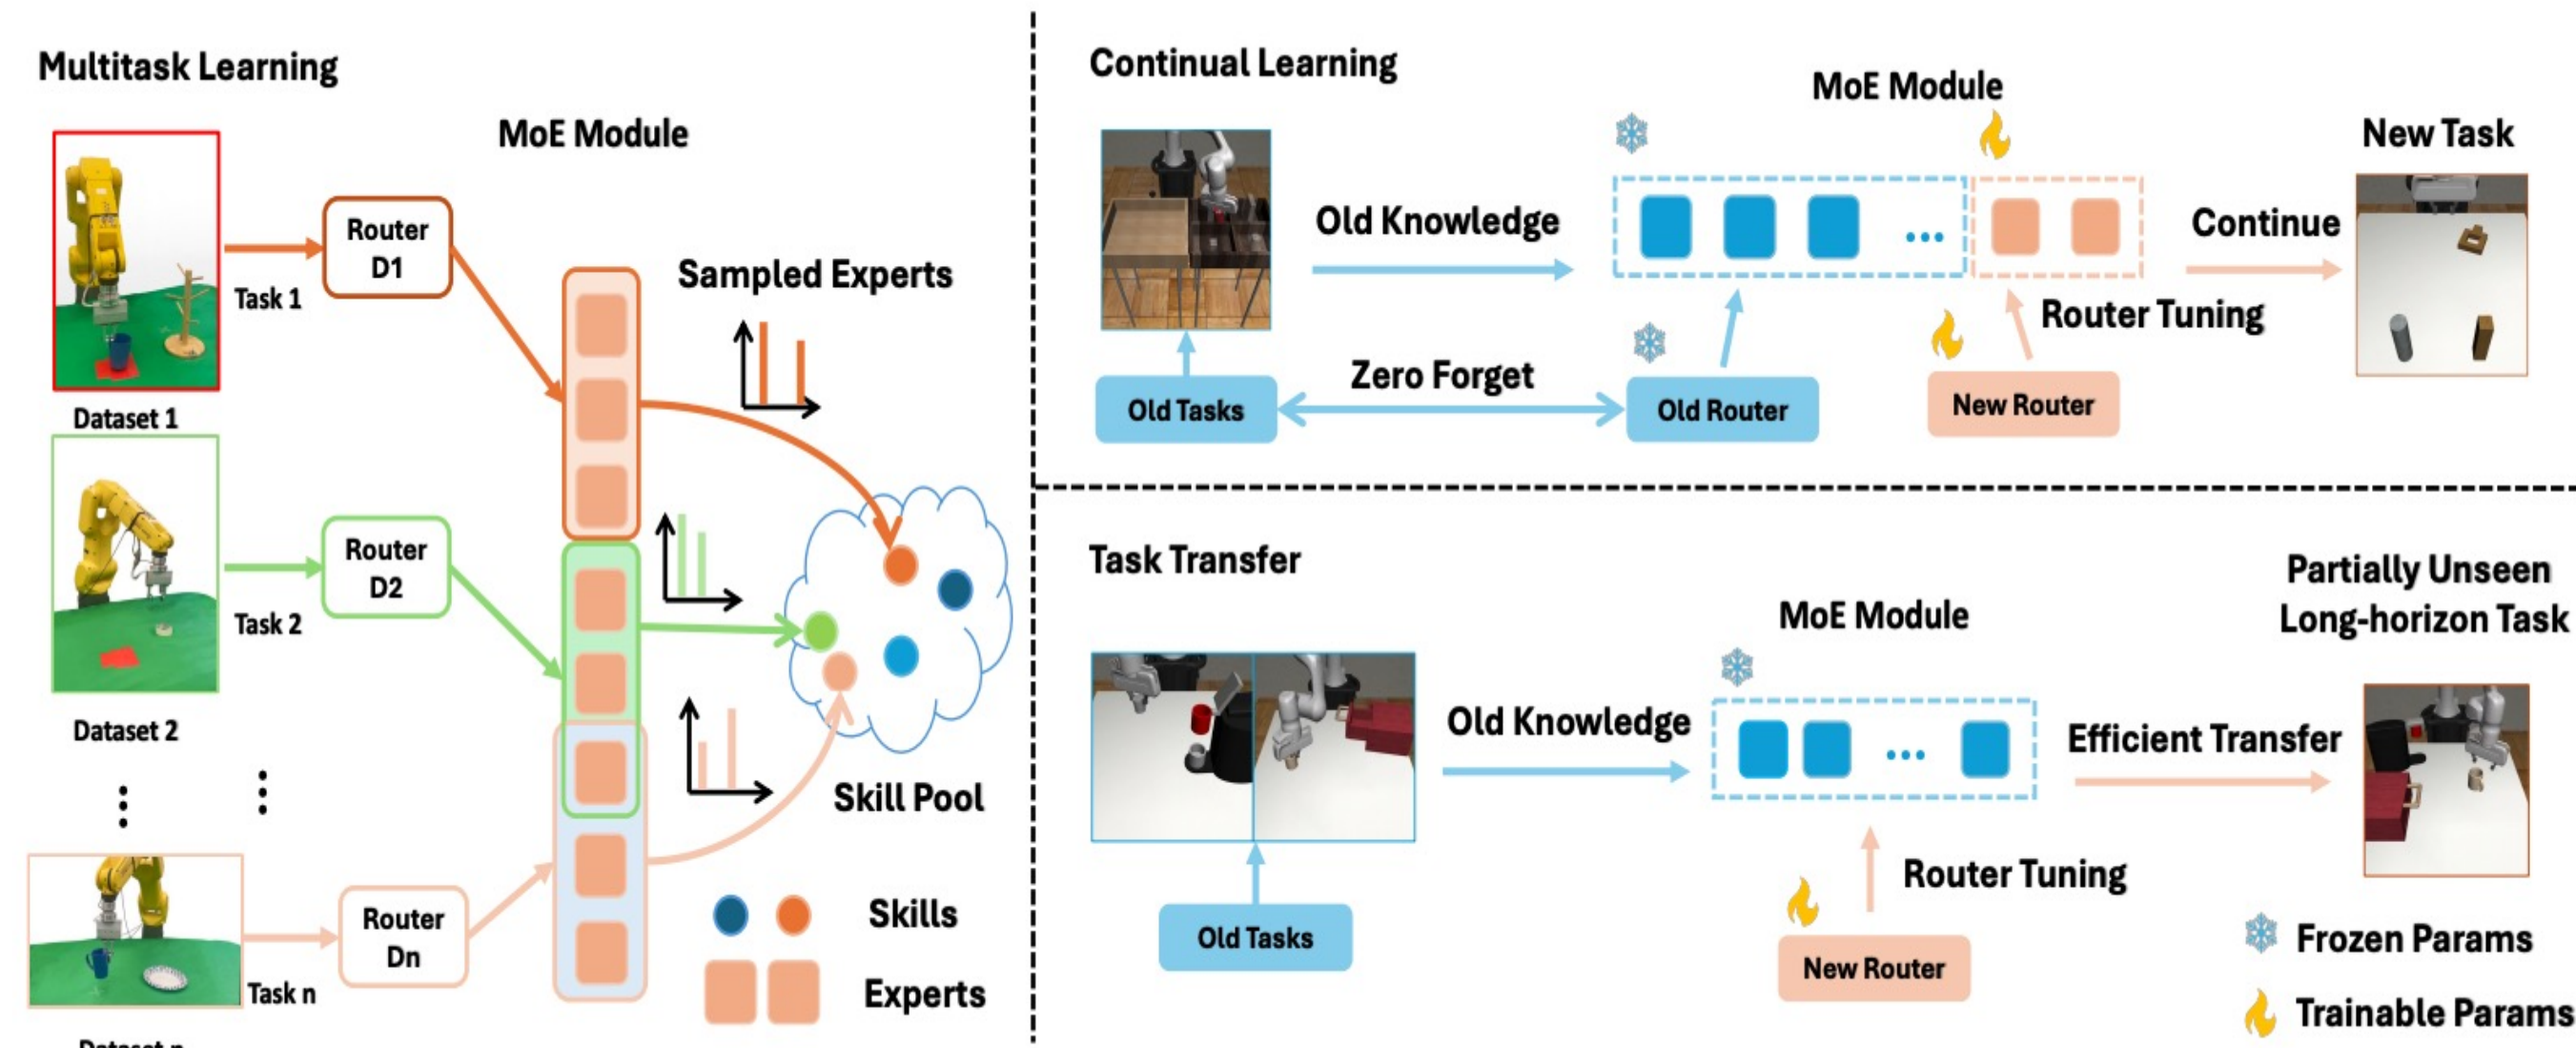 Multitask Learning
MoE Module
Router
D1
Task 1
Dataset 1
Sampled Experts
Router
D2
Task 2
Dataset 2
Skill Pool
Router
Dn
Task n
Skills
Experts
Continual Learning
MoE Module
New Task
Old Knowledge
...
Continue
Router Tuning
Zero Forget
Old Tasks
Old Router
New Router
Task Transfer
Partially Unseen
Long-horizon Task
MoE Module
Old Knowledge
...
Efficient Transfer
Router Tuning
Old Tasks
New Router
Frozen Params
Trainable Params